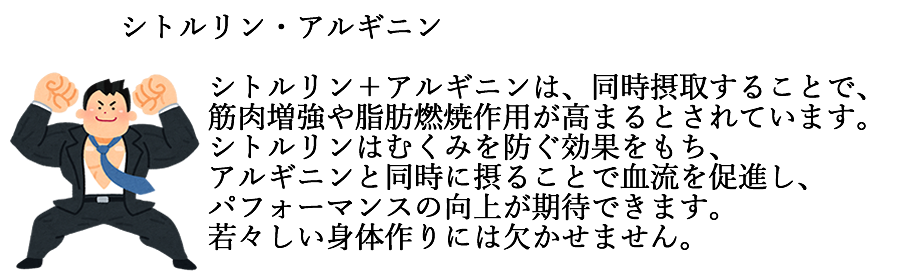 シトルリン・アルギニン
シトルリン＋アルギニンは、同時摂取することで、
筋肉増強や脂肪燃焼作用が高まるとされています。
シトルリンはむくみを防ぐ効果をもち、
アルギニンと同時に摂ることで血流を促進し、
パフォーマンスの向上が期待できます。
若々しい身体作りには欠かせません。